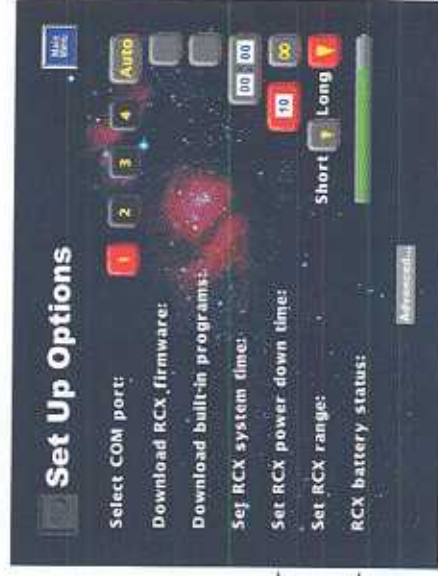 Set Up Options
Main Menu
Select COM port: 1 2 3 4 Auto
Download RCX firmware:
Download built-in programs:
Set RCX system time: 00 00
Set RCX power down time: 10 ∞
Set RCX range: Short Long
RCX battery status:
Advanced...